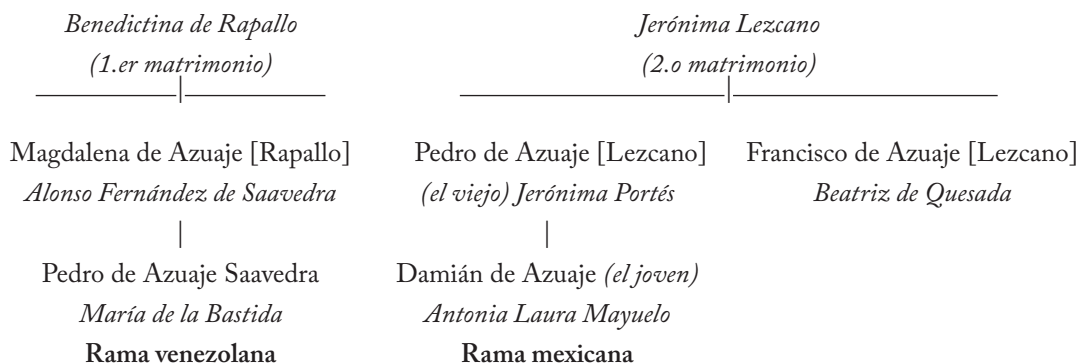 Benedictina de Rapallo
(1.er matrimonio)
Jerónima Lezcano
(2.o matrimonio)
Magdalena de Azuaje [Rapallo]
Alonso Fernández de Saavedra
Pedro de Azuaje [Lezcano]
(el viejo) Jerónima Portés
Francisco de Azuaje [Lezcano]
Beatriz de Quesada
Pedro de Azuaje Saavedra
María de la Bastida
Rama venezolana
Damián de Azuaje (el joven)
Antonia Laura Mayuelo
Rama mexicana